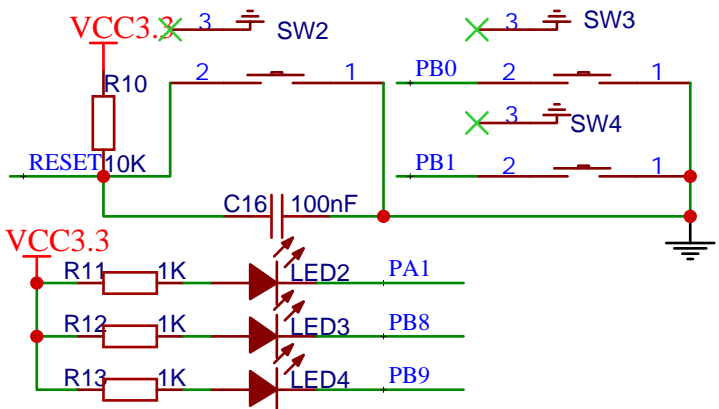 VCC3.3
3
SW2
3
SW3
R10
2
1
PB0
2
1
3
SW4
RESET
10K
PB1
2
1
C16
100nF
VCC3.3
R11
1K
LED2
PA1
R12
1K
LED3
PB8
R13
1K
LED4
PB9